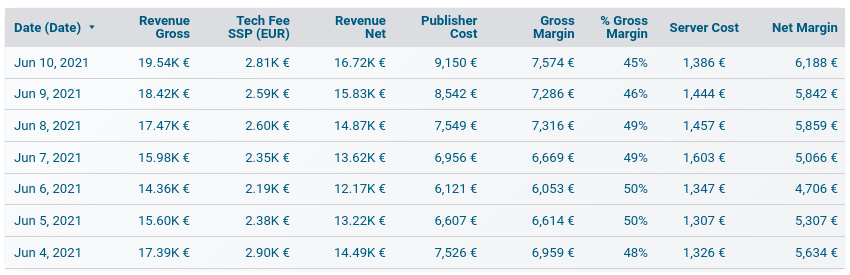 Date (Date) Revenue Gross Tech Fee SSP (EUR) Revenue Net Publisher Cost Gross Margin % Gross Margin Server Cost Net Margin
Jun 10, 2021 19.54K € 2.81K € 16.72K € 9,150 € 7,574 € 45% 1,386 € 6,188 €
Jun 9, 2021 18.42K € 2.59K € 15.83K € 8,542 € 7,286 € 46% 1,444 € 5,842 €
Jun 8, 2021 17.47K € 2.60K € 14.87K € 7,549 € 7,316 € 49% 1,457 € 5,859 €
Jun 7, 2021 15.98K € 2.35K € 13.62K € 6,956 € 6,669 € 49% 1,603 € 5,066 €
Jun 6, 2021 14.36K € 2.19K € 12.17K € 6,121 € 6,053 € 50% 1,347 € 4,706 €
Jun 5, 2021 15.60K € 2.38K € 13.22K € 6,607 € 6,614 € 50% 1,307 € 5,307 €
Jun 4, 2021 17.39K € 2.90K € 14.49K € 7,526 € 6,959 € 48% 1,326 € 5,634 €